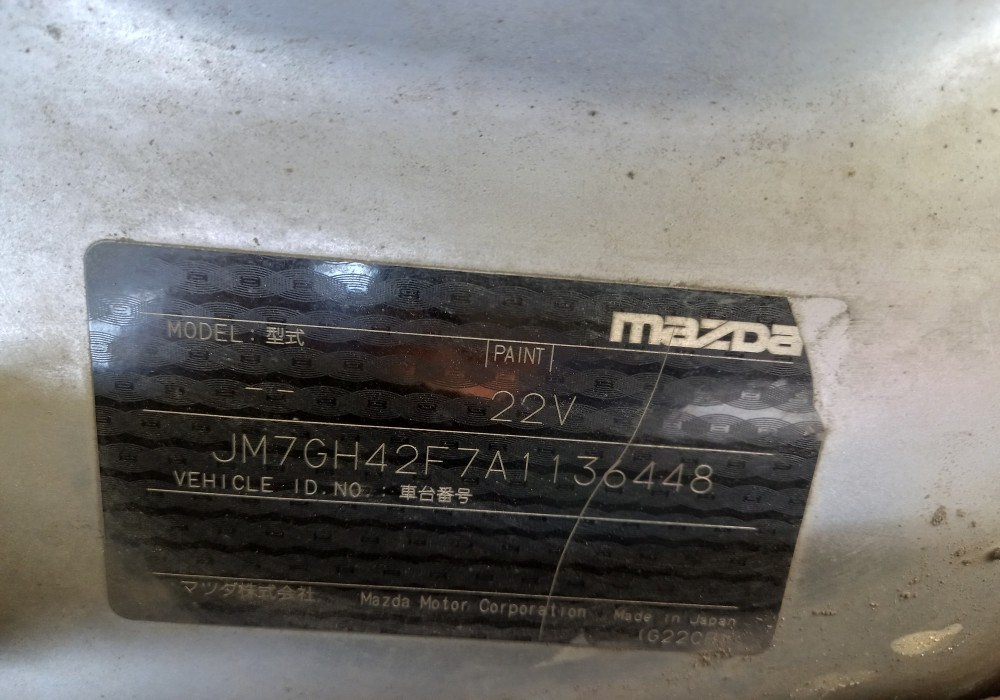 mazda
MODEL : 型式
PAINT
-- 22V
JM7GH42F7A1136448
VEHICLE ID.NO. : 車台番号
マツダ株式会社 Mazda Motor Corporation Made in Japan